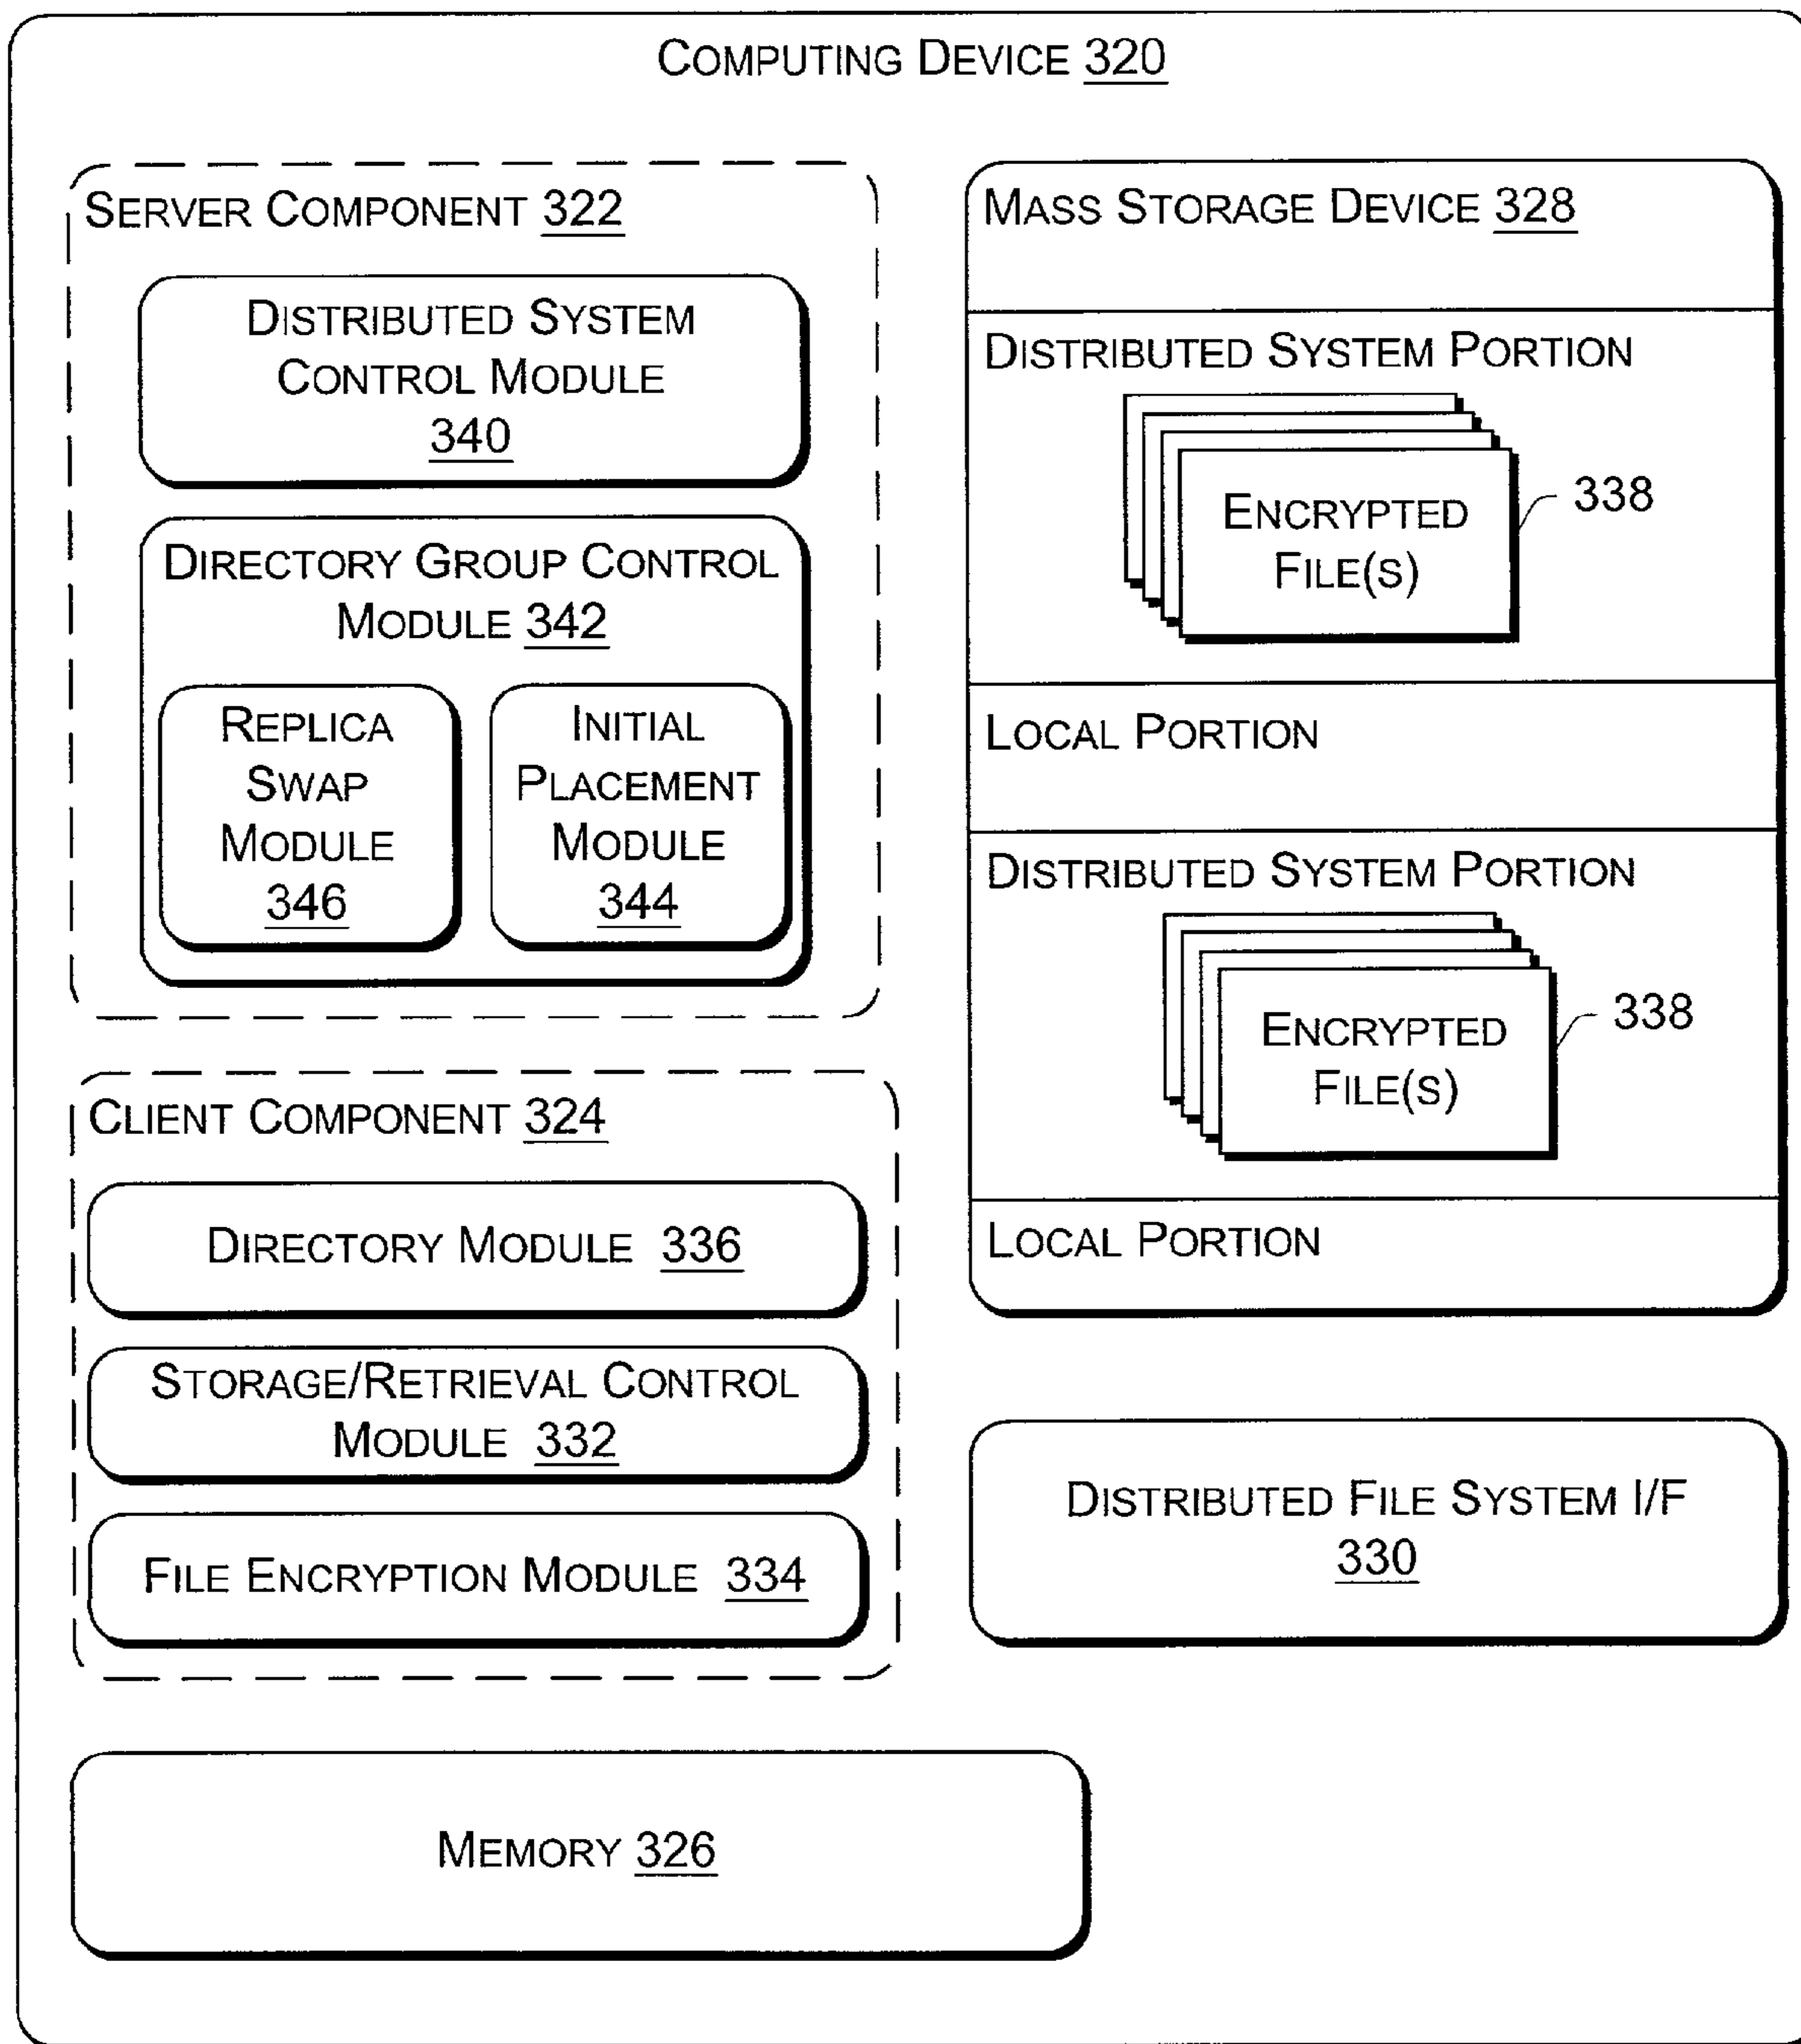 COMPUTING DEVICE 320
SERVER COMPONENT 322
DISTRIBUTED SYSTEM
CONTROL MODULE
340
DIRECTORY GROUP CONTROL
MODULE 342
REPLICA
SWAP
MODULE
346
INITIAL
PLACEMENT
MODULE
344
CLIENT COMPONENT 324
DIRECTORY MODULE 336
STORAGE/RETRIEVAL CONTROL
MODULE 332
FILE ENCRYPTION MODULE 334
MASS STORAGE DEVICE 328
DISTRIBUTED SYSTEM PORTION
ENCRYPTED
FILE(S)
338
LOCAL PORTION
DISTRIBUTED SYSTEM PORTION
ENCRYPTED
FILE(S)
338
LOCAL PORTION
DISTRIBUTED FILE SYSTEM I/F
330
MEMORY 326